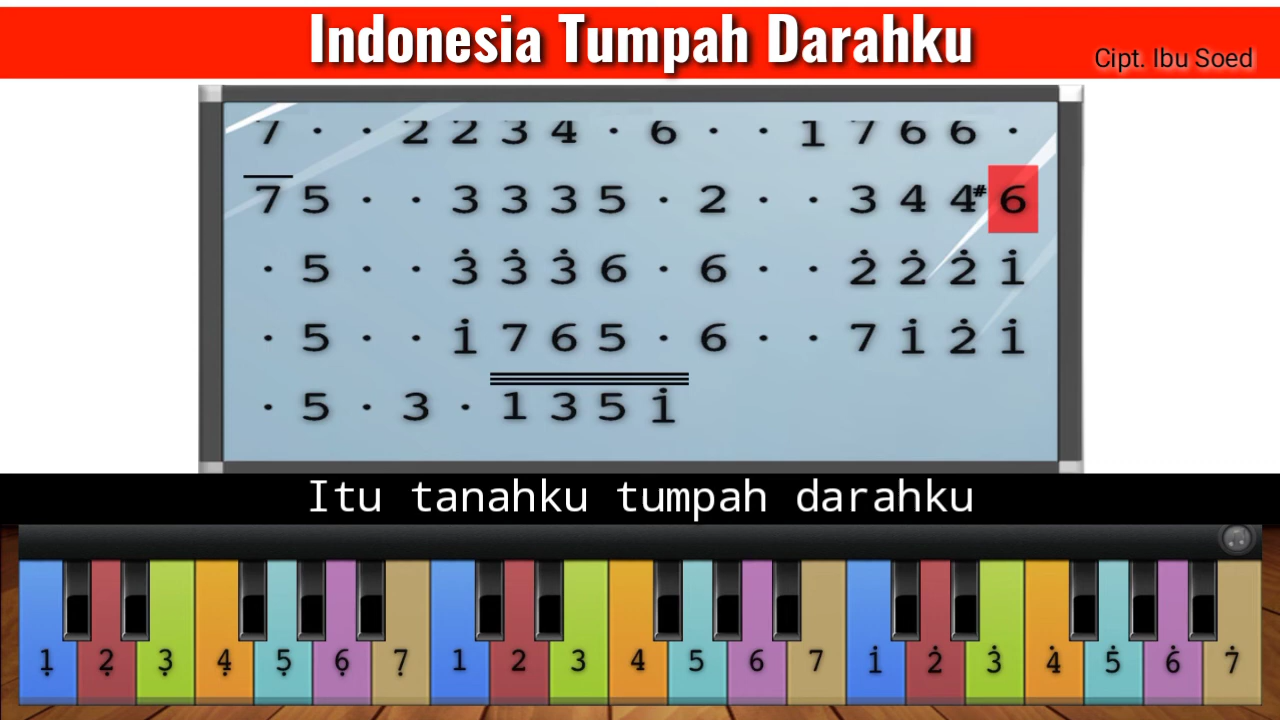 Indonesia Tumpah Darahku
Cipt. Ibu Soed
7 · · 2 2 3 4 · 6 · · 1 7 6 6 ·
7 5 · · 3 3 3 5 · 2 · · 3 4 4# 6
· 5 · · 3̇ 3̇ 3̇ 6 · 6 · · 2̇ 2̇ 2̇ 1̇
· 5 · · 1̇ 7 6 5 · 6 · · 7 1̇ 2̇ 1̇
· 5 · 3 · 1 3 5 1̇
Itu tanahku tumpah darahku
1̣ 2̣ 3̣ 4̣ 5̣ 6̣ 7̣ 1 2 3 4 5 6 7 1̇ 2̇ 3̇ 4̇ 5̇ 6̇ 7̇